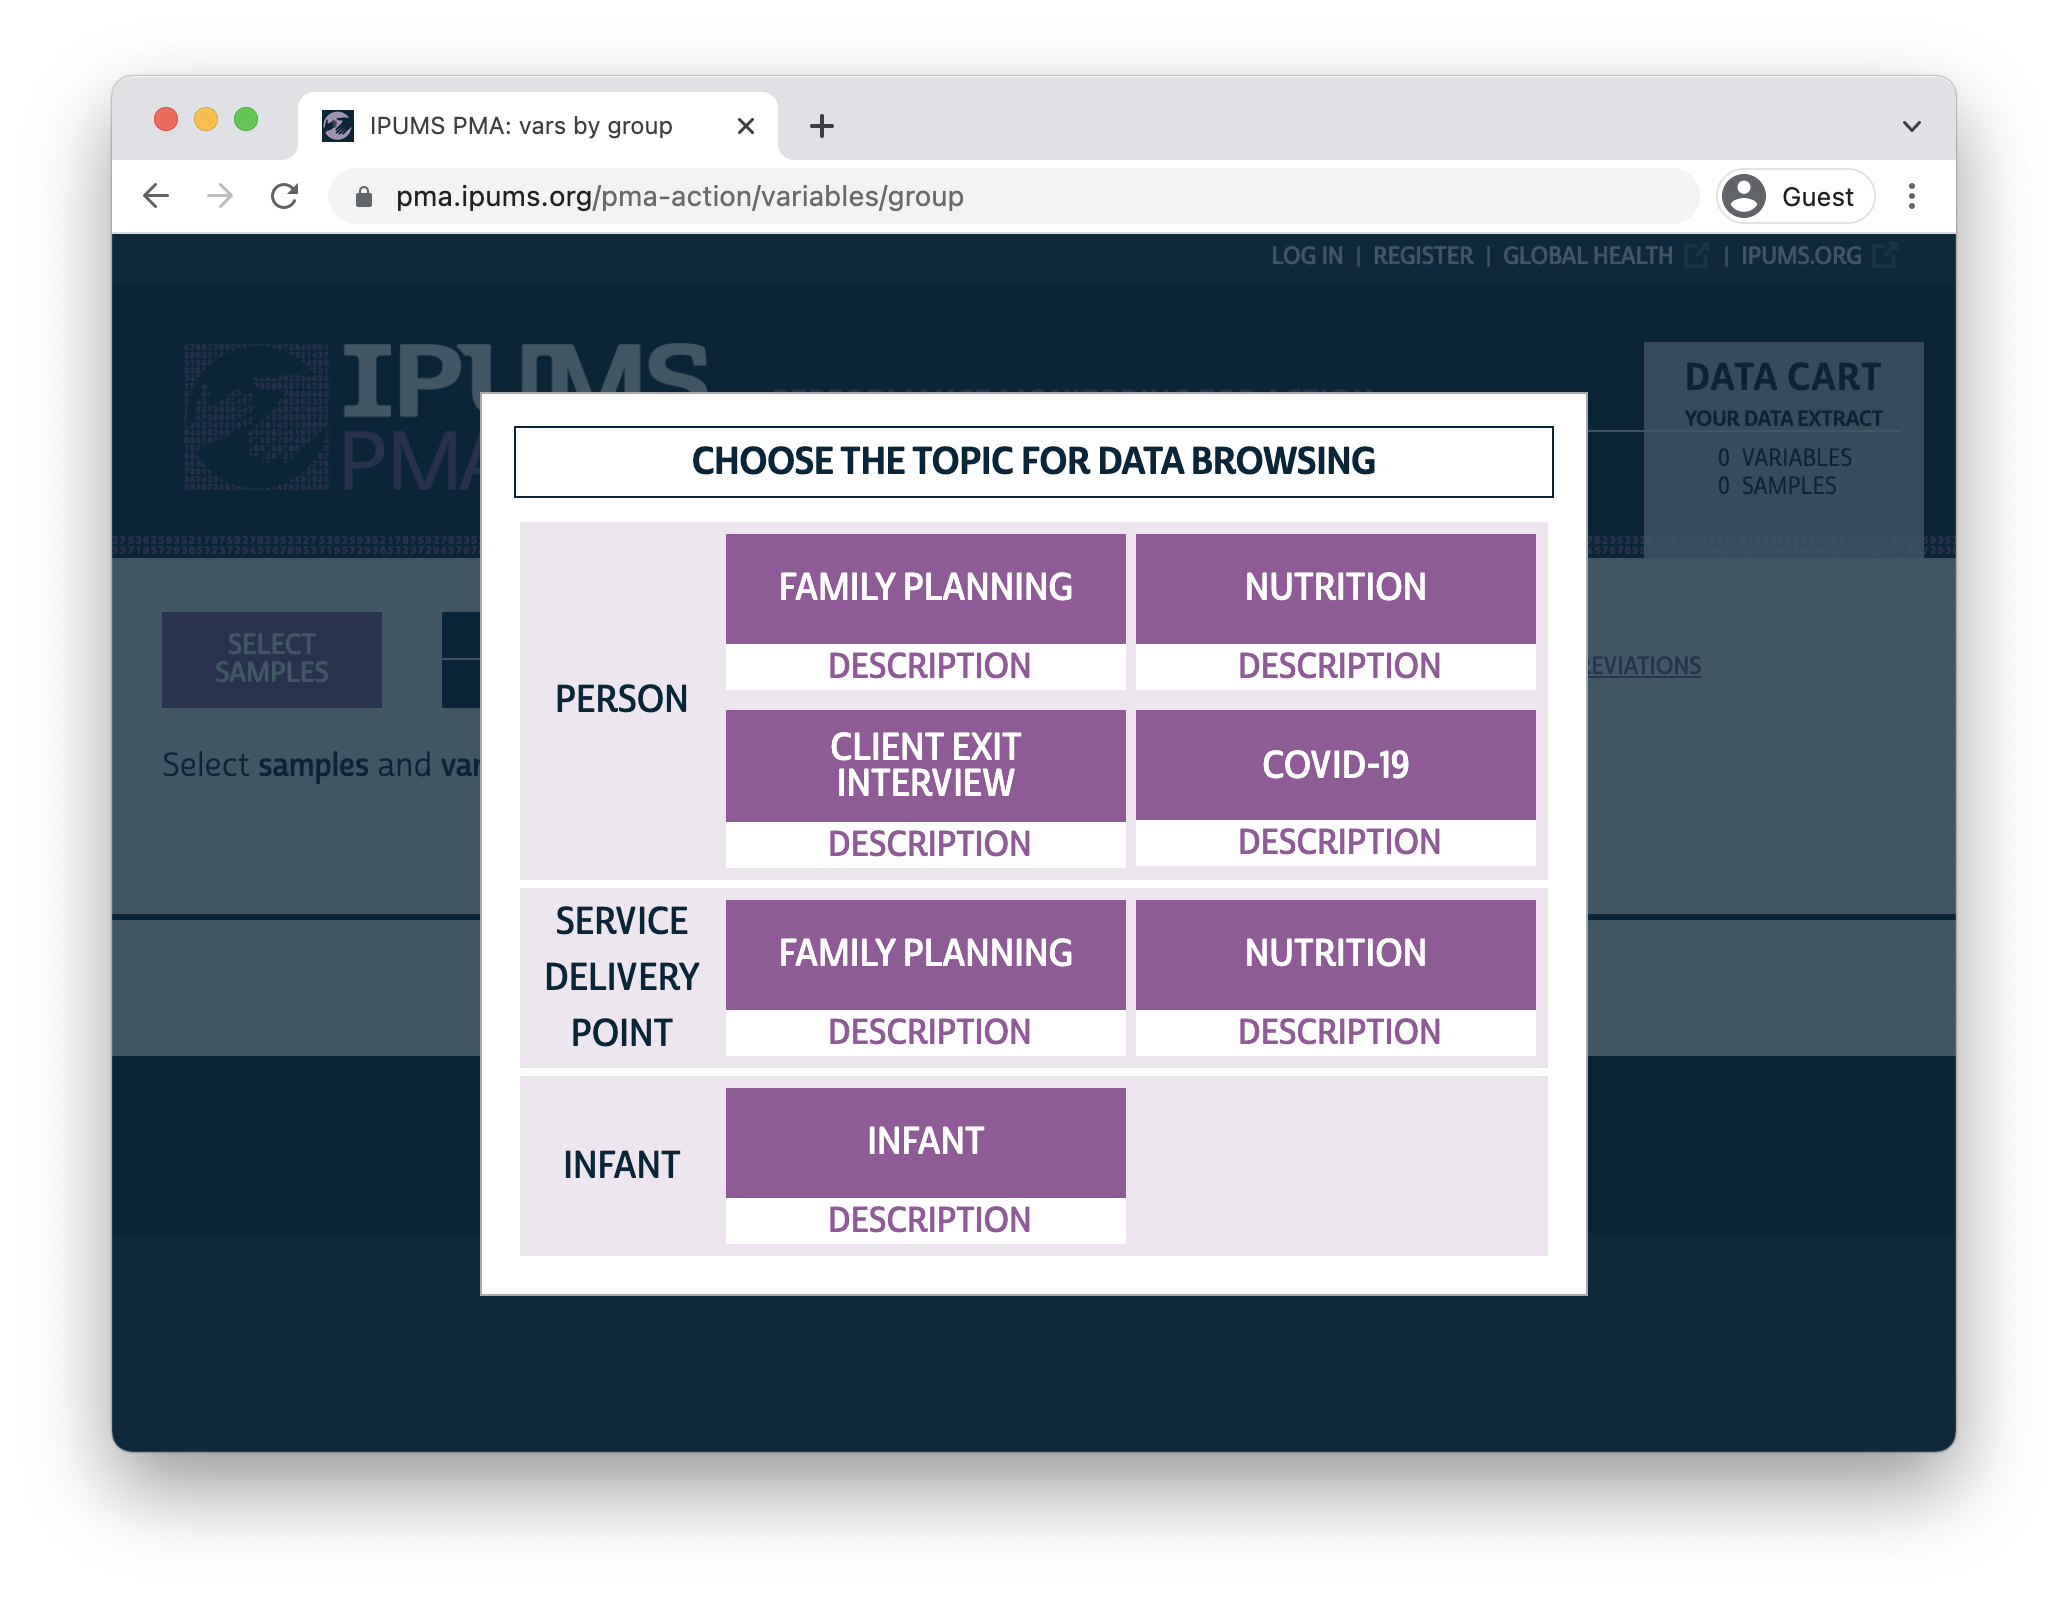 IPUMS PMA: vars by group
pma.ipums.org/pma-action/variables/group
Guest
LOG IN | REGISTER | GLOBAL HEALTH | IPUMS.ORG
IPUMS
PMA
DATA CART
YOUR DATA EXTRACT
0 VARIABLES
0 SAMPLES
SELECT
SAMPLES
Select samples and
CHOOSE THE TOPIC FOR DATA BROWSING
PERSON
FAMILY PLANNING
DESCRIPTION
NUTRITION
DESCRIPTION
CLIENT EXIT
INTERVIEW
DESCRIPTION
COVID-19
DESCRIPTION
SERVICE
DELIVERY
POINT
FAMILY PLANNING
DESCRIPTION
NUTRITION
DESCRIPTION
INFANT
INFANT
DESCRIPTION